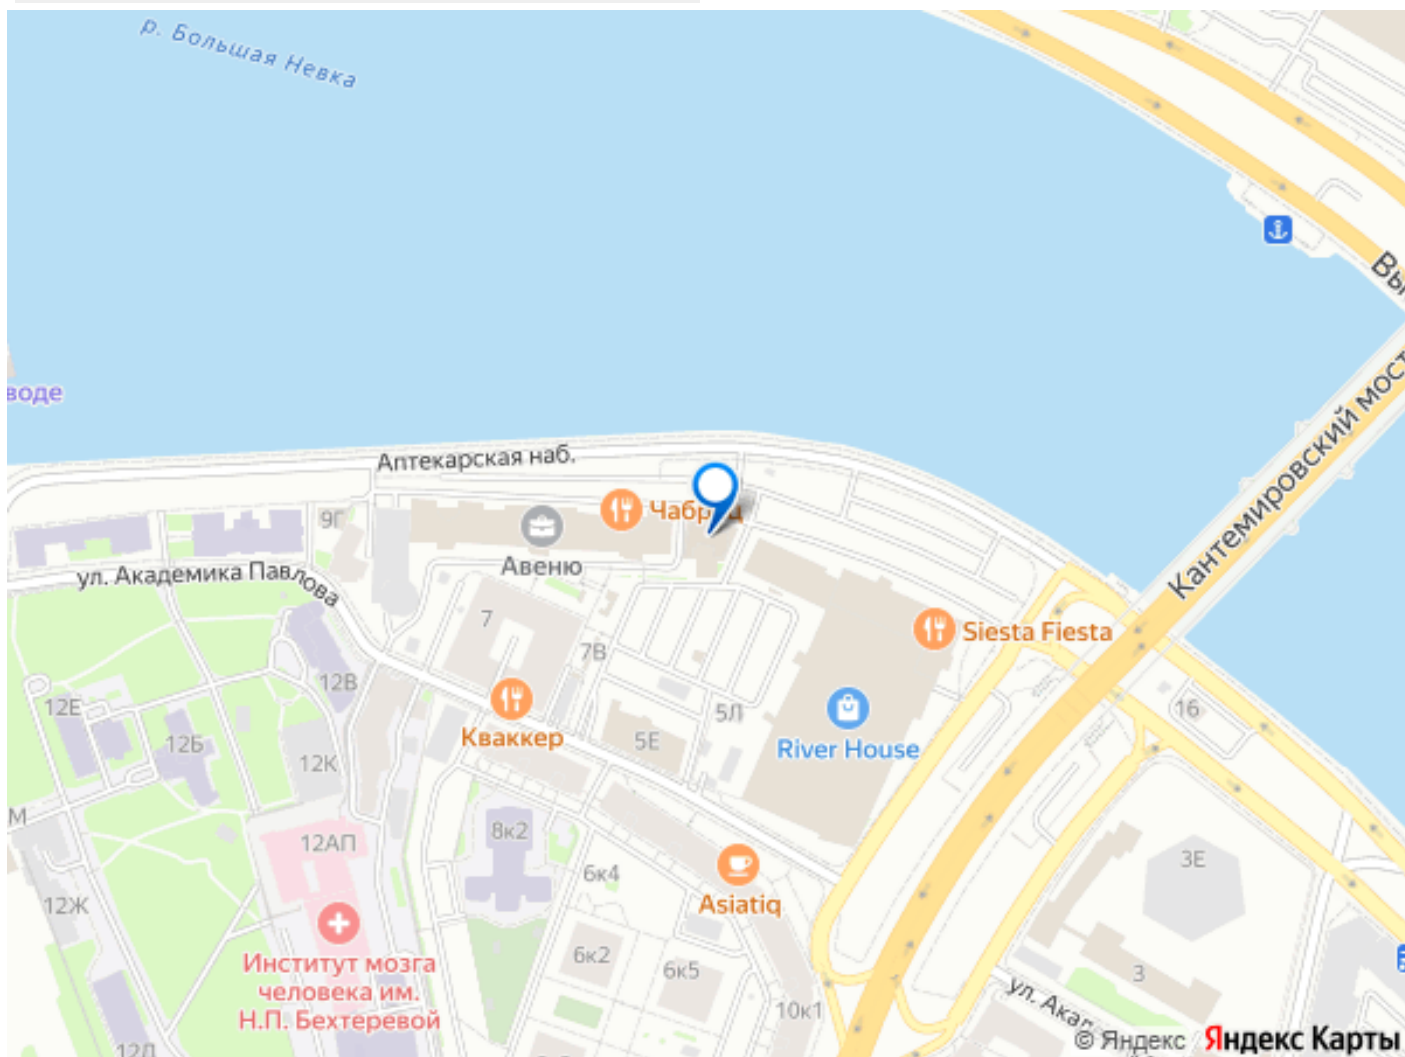 р. Большая Невка
воде
Аптекарская наб.
Кантемировский мост
9Г
Авеню
ул. Академика Павлова
7
Siesta Fiesta
7В
12В
12Е
5Л
16
Кваккер
5Е
12Б
River House
12К
М
8к2
12АП
3Е
6к4
12Ж
Asiatiq
6к2
6к5
Институт мозга
человека им.
Н.П. Бехтеревой
3
10к1
ул.
© Яндекс Яндекс Карты